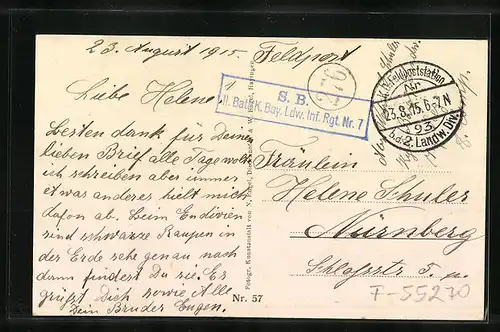 23. August 1915.
Feldpost
Liebe Helene!
Besten dank für Deinen
lieben Brief alle Tage wollt
ich schreiben aber immer
etwas anderes hielt mich
dafon ab. Beim Endivien
sind schwarze Raupen in
der Erde sehe genau nach
dann findest Du sie. Es
grüßt Dich sowie Alle
Dein Bruder Eugen.
S. B.
II. Batl. K. Bay. Ldw. Inf. Rgt. Nr. 7
Feldpoststation
Nr.
23.8.15. 6-7 N
93
b.d. 2. Landw. Div.
Fräulein
Helene Schuler
Nürnberg
Schlossstr 3.
Nr. 57
F-55270